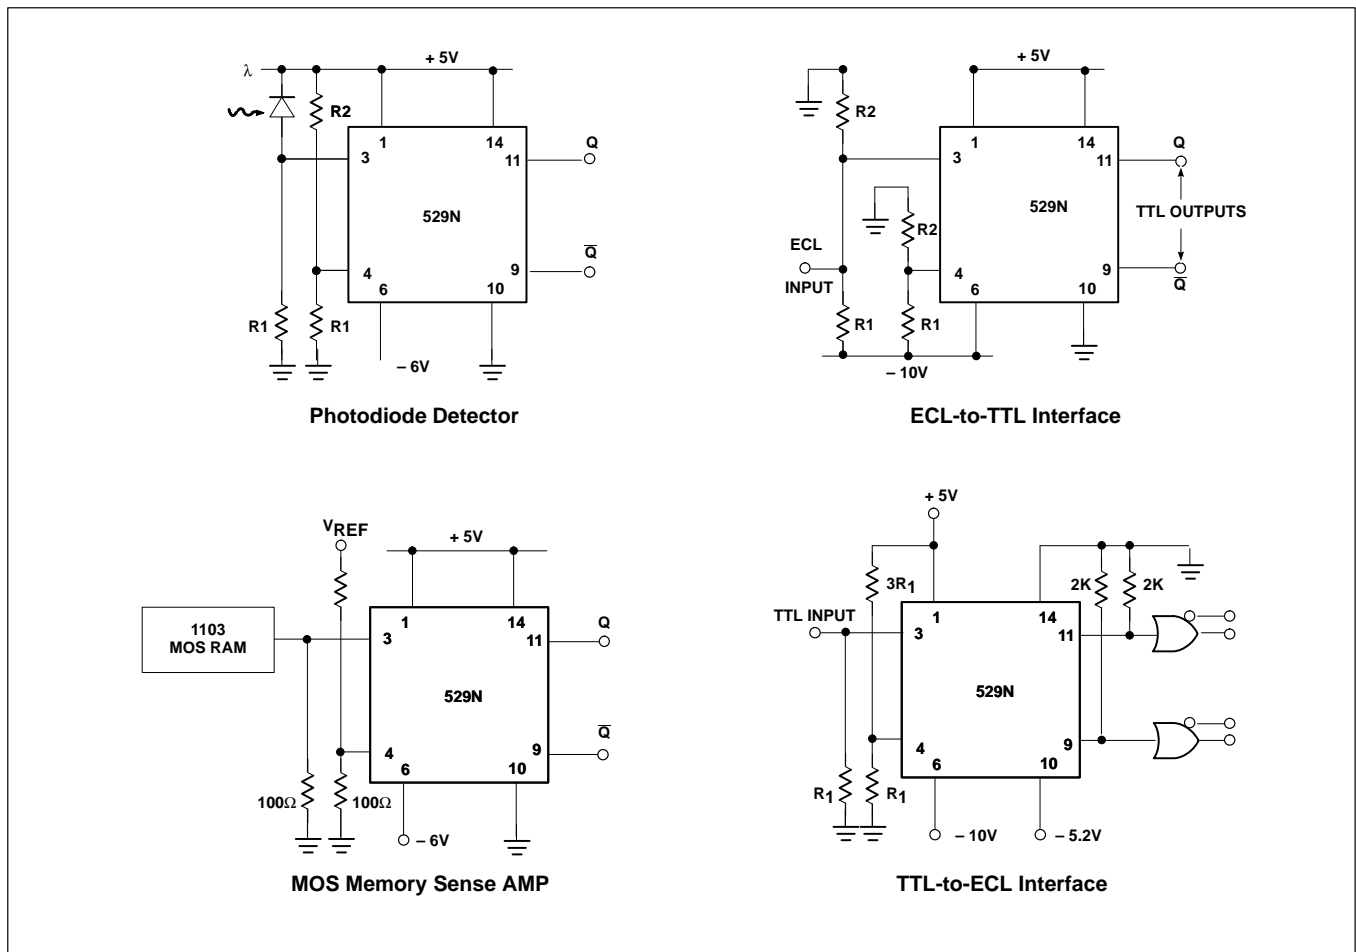 λ
+ 5V
R2
1
14
3
11
Q
529N
4
9
Q̅
6
10
R1
R1
– 6V
Photodiode Detector
+ 5V
R2
1
14
3
11
Q
529N
TTL OUTPUTS
R2
ECL
INPUT
4
9
Q̅
6
10
R1
R1
– 10V
ECL-to-TTL Interface
VREF
+ 5V
1103
MOS RAM
1
14
3
11
Q
529N
4
9
Q̅
6
10
100Ω
100Ω
– 6V
MOS Memory Sense AMP
+ 5V
3R1
2K
2K
TTL INPUT
1
14
3
11
529N
4
9
6
10
R1
R1
– 10V
– 5.2V
TTL-to-ECL Interface